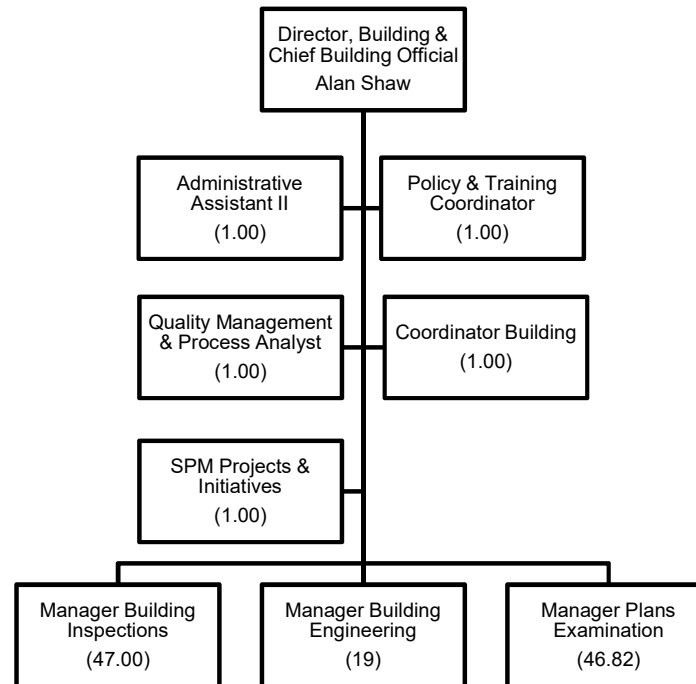 Director, Building &
Chief Building Official
Alan Shaw
Administrative
Assistant II
(1.00)
Policy & Training
Coordinator
(1.00)
Quality Management
& Process Analyst
(1.00)
Coordinator Building
(1.00)
SPM Projects &
Initiatives
(1.00)
Manager Building
Inspections
(47.00)
Manager Building
Engineering
(19)
Manager Plans
Examination
(46.82)